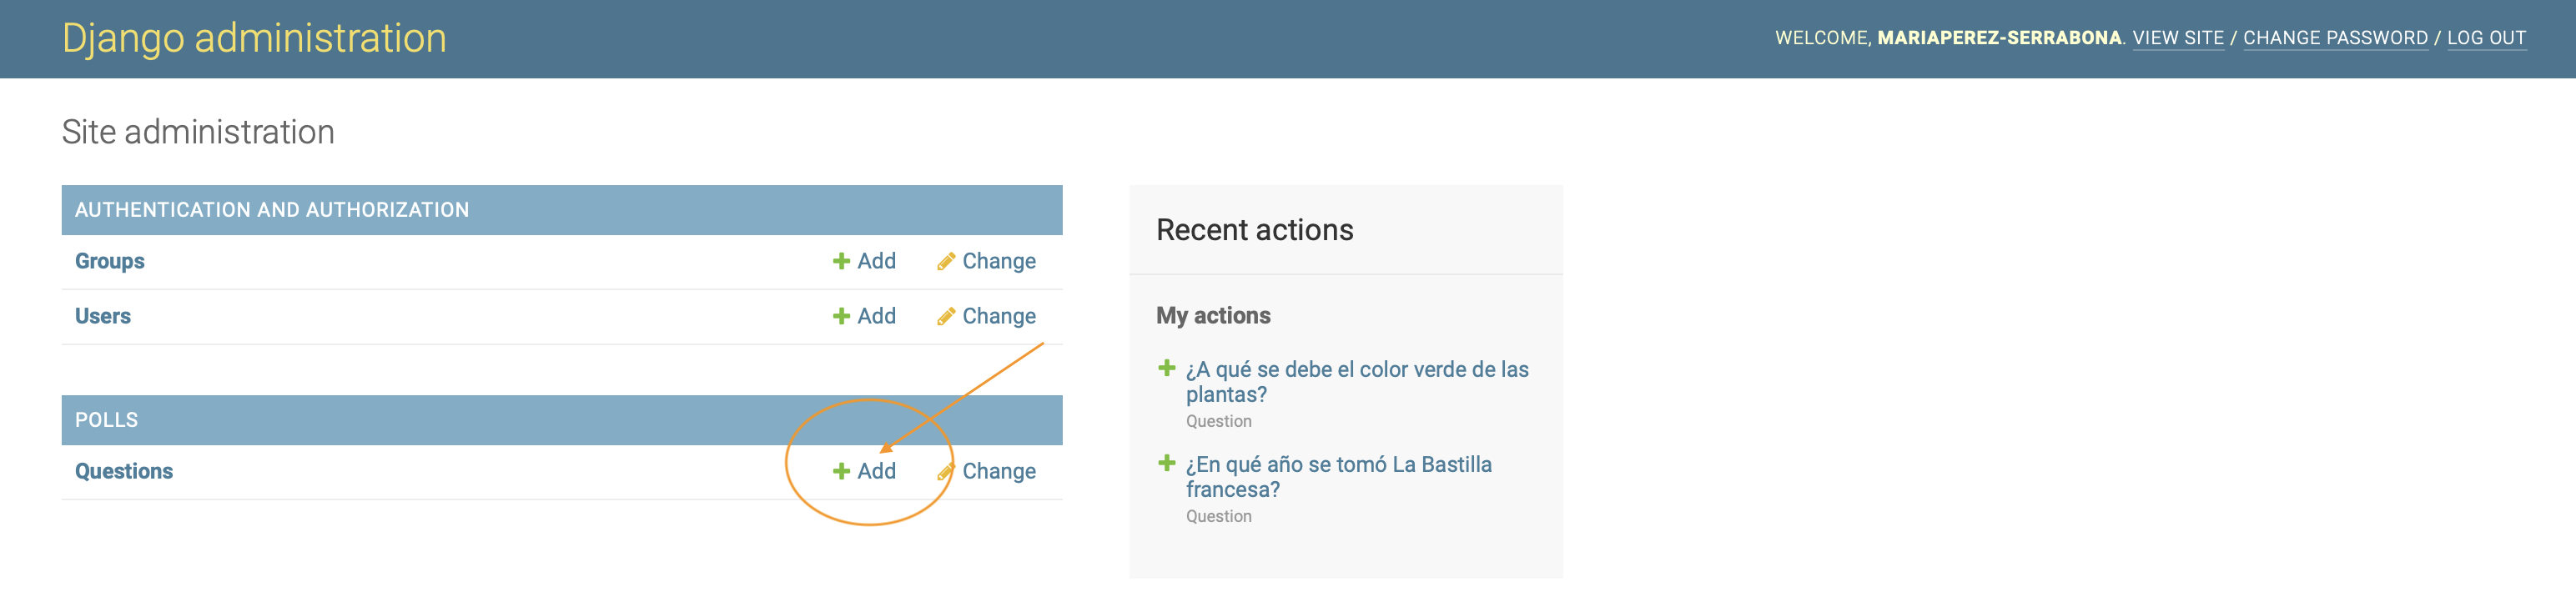 Django administration
WELCOME, MARIAPEREZ-SERRABONA. VIEW SITE / CHANGE PASSWORD / LOG OUT
Site administration
AUTHENTICATION AND AUTHORIZATION
Groups Add Change
Users Add Change
POLLS
Questions Add Change
Recent actions
My actions
¿A qué se debe el color verde de las
plantas?
Question
¿En qué año se tomó La Bastilla
francesa?
Question